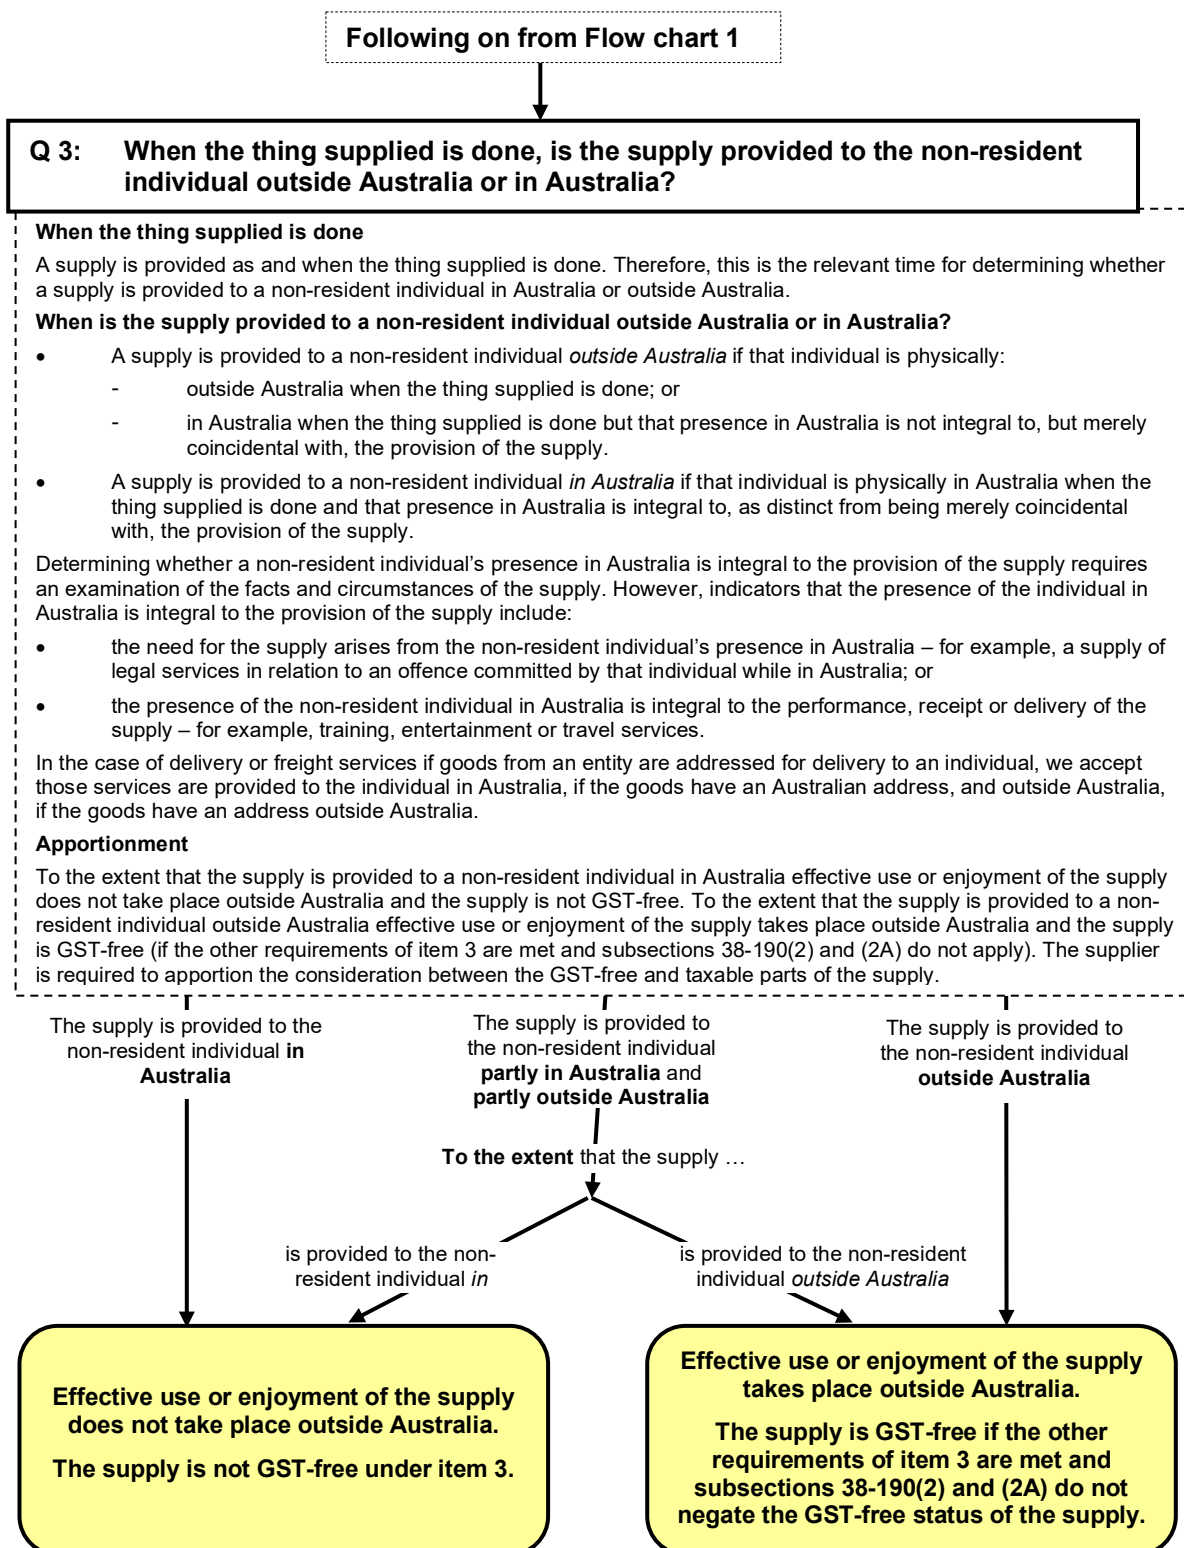 Following on from Flow chart 1
Q 3: When the thing supplied is done, is the supply provided to the non-resident
individual outside Australia or in Australia?
When the thing supplied is done
A supply is provided as and when the thing supplied is done. Therefore, this is the relevant time for determining whether
a supply is provided to a non-resident individual in Australia or outside Australia.
When is the supply provided to a non-resident individual outside Australia or in Australia?
• A supply is provided to a non-resident individual outside Australia if that individual is physically:
- outside Australia when the thing supplied is done; or
- in Australia when the thing supplied is done but that presence in Australia is not integral to, but merely
coincidental with, the provision of the supply.
• A supply is provided to a non-resident individual in Australia if that individual is physically in Australia when the
thing supplied is done and that presence in Australia is integral to, as distinct from being merely coincidental
with, the provision of the supply.
Determining whether a non-resident individual’s presence in Australia is integral to the provision of the supply requires
an examination of the facts and circumstances of the supply. However, indicators that the presence of the individual in
Australia is integral to the provision of the supply include:
• the need for the supply arises from the non-resident individual’s presence in Australia – for example, a supply of
legal services in relation to an offence committed by that individual while in Australia; or
• the presence of the non-resident individual in Australia is integral to the performance, receipt or delivery of the
supply – for example, training, entertainment or travel services.
In the case of delivery or freight services if goods from an entity are addressed for delivery to an individual, we accept
those services are provided to the individual in Australia, if the goods have an Australian address, and outside Australia,
if the goods have an address outside Australia.
Apportionment
To the extent that the supply is provided to a non-resident individual in Australia effective use or enjoyment of the supply
does not take place outside Australia and the supply is not GST-free. To the extent that the supply is provided to a non-
resident individual outside Australia effective use or enjoyment of the supply takes place outside Australia and the supply
is GST-free (if the other requirements of item 3 are met and subsections 38-190(2) and (2A) do not apply). The supplier
is required to apportion the consideration between the GST-free and taxable parts of the supply.
The supply is provided to the
non-resident individual in
Australia
The supply is provided to
the non-resident individual
partly in Australia and
partly outside Australia
The supply is provided to
the non-resident individual
outside Australia
To the extent that the supply …
is provided to the non-
resident individual in
is provided to the non-resident
individual outside Australia
Effective use or enjoyment of the supply
does not take place outside Australia.
The supply is not GST-free under item 3.
Effective use or enjoyment of the supply
takes place outside Australia.
The supply is GST-free if the other
requirements of item 3 are met and
subsections 38-190(2) and (2A) do not
negate the GST-free status of the supply.